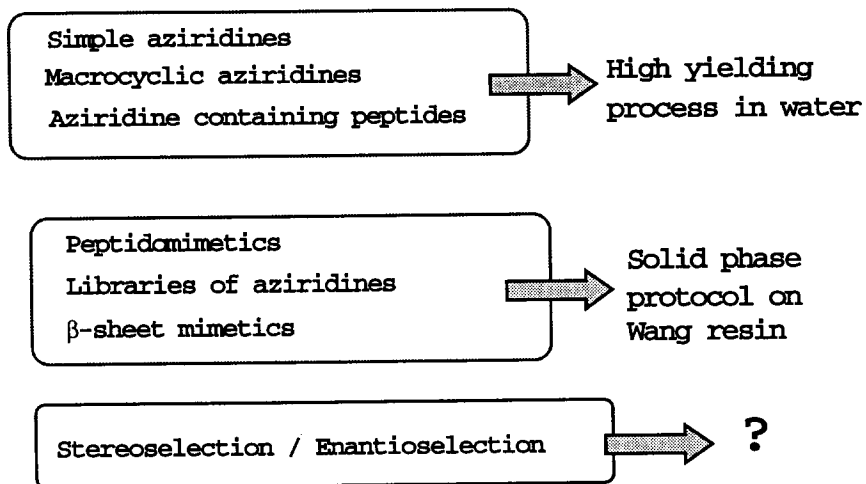 Simple aziridines
Macrocyclic aziridines
Aziridine containing peptides
High yielding
process in water
Peptidomimetics
Libraries of aziridines
β-sheet mimetics
Solid phase
protocol on
Wang resin
Stereoselection / Enantioselection
?